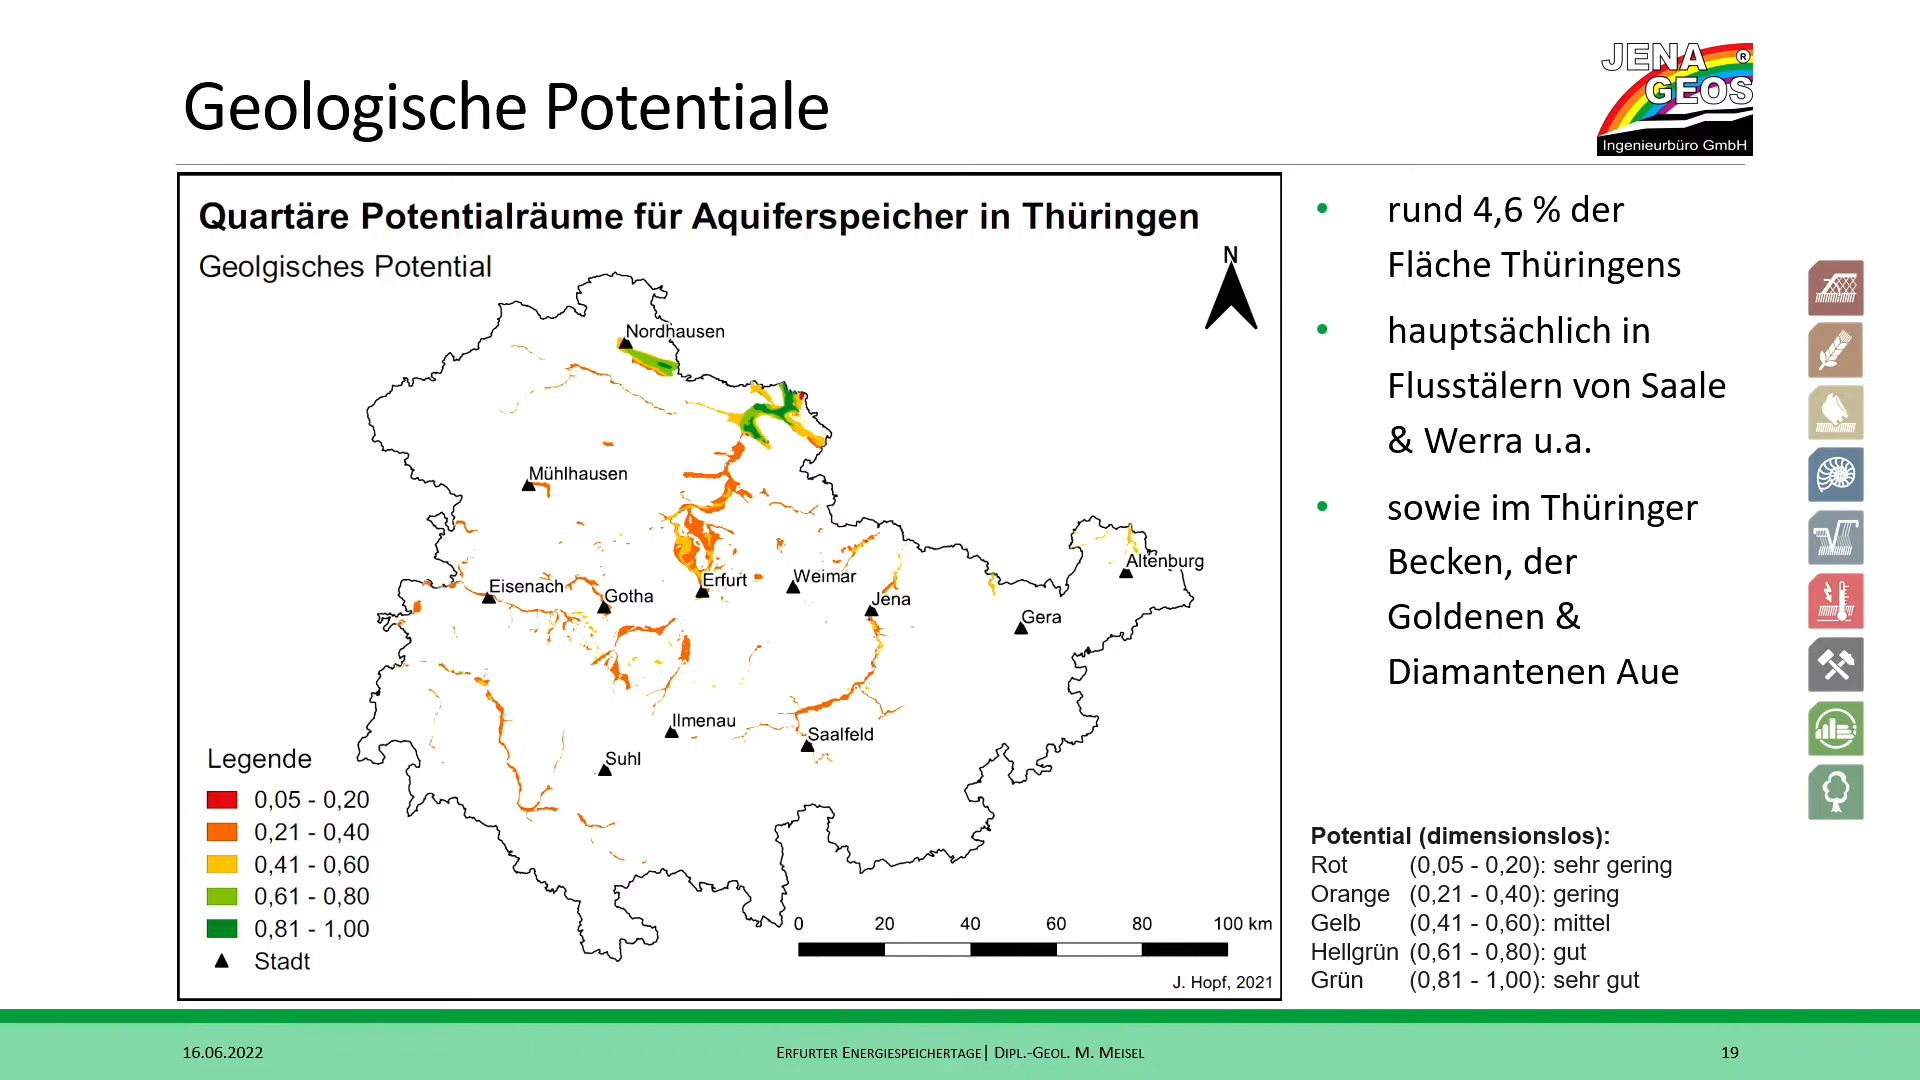 Geologische Potentiale
JENA ®
GEOS
Ingenieurbüro GmbH
Quartäre Potentialräume für Aquiferspeicher in Thüringen
Geolgisches Potential
N
Nordhausen
Mühlhausen
Eisenach
Gotha
Erfurt
Weimar
Jena
Gera
Altenburg
Ilmenau
Saalfeld
Suhl
Legende
0,05 - 0,20
0,21 - 0,40
0,41 - 0,60
0,61 - 0,80
0,81 - 1,00
Stadt
0 20 40 60 80 100 km
J. Hopf, 2021
• rund 4,6 % der
Fläche Thüringens
• hauptsächlich in
Flusstälern von Saale
& Werra u.a.
• sowie im Thüringer
Becken, der
Goldenen &
Diamantenen Aue
Potential (dimensionslos):
Rot (0,05 - 0,20): sehr gering
Orange (0,21 - 0,40): gering
Gelb (0,41 - 0,60): mittel
Hellgrün (0,61 - 0,80): gut
Grün (0,81 - 1,00): sehr gut
16.06.2022
Erfurter Energiespeichertage| Dipl.-Geol. M. Meisel
19